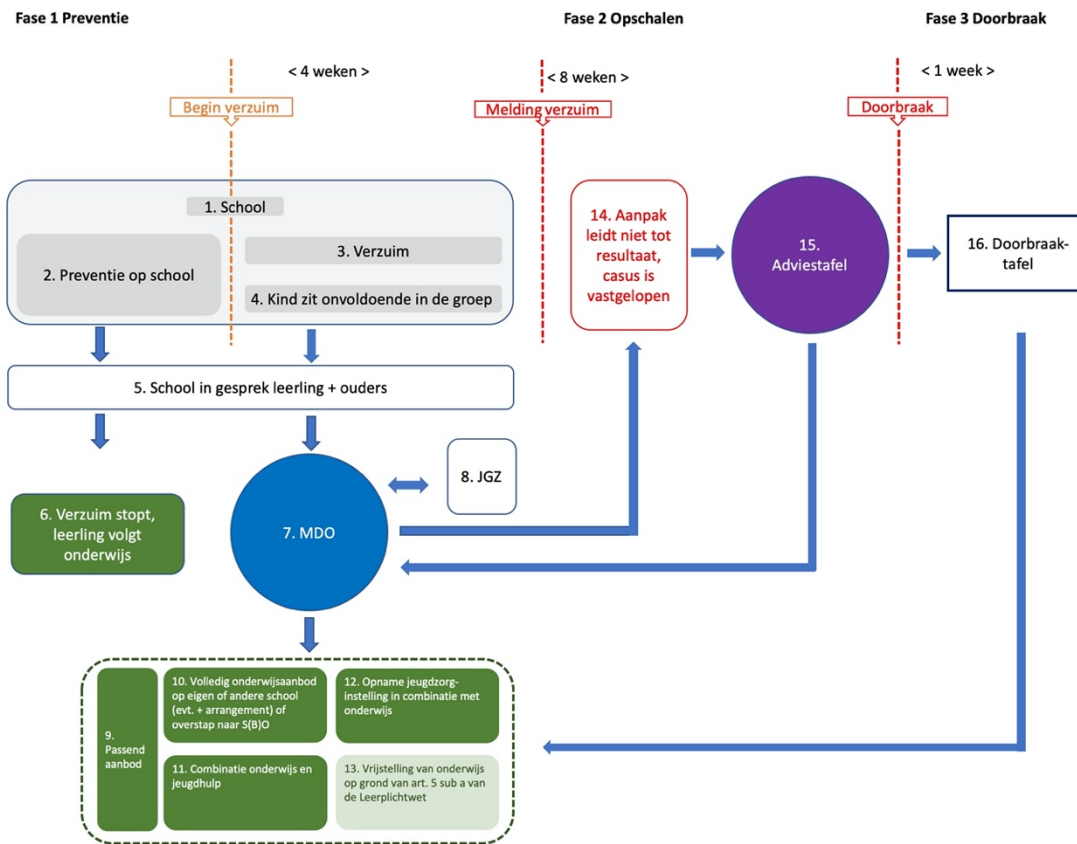 Fase 1 Preventie
Fase 2 Opschalen
Fase 3 Doorbraak
< 4 weken >
< 8 weken >
< 1 week >
Begin verzuim
Melding verzuim
Doorbraak
1. School
2. Preventie op school
3. Verzuim
4. Kind zit onvoldoende in de groep
14. Aanpak
leidt niet tot
resultaat,
casus is
vastgelopen
15.
Adviestafel
16. Doorbraak-
tafel
5. School in gesprek leerling + ouders
6. Verzuim stopt,
leerling volgt
onderwijs
7. MDO
8. JGZ
9.
Passend
aanbod
10. Volledig onderwijsaanbod
op eigen of andere school
(evt. + arrangement) of
overstap naar S(B)O
12. Opname jeugdzorg-
instelling in combinatie met
onderwijs
11. Combinatie onderwijs en
jeugdhulp
13. Vrijstelling van onderwijs
op grond van art. 5 sub a van
de Leerplichtwet